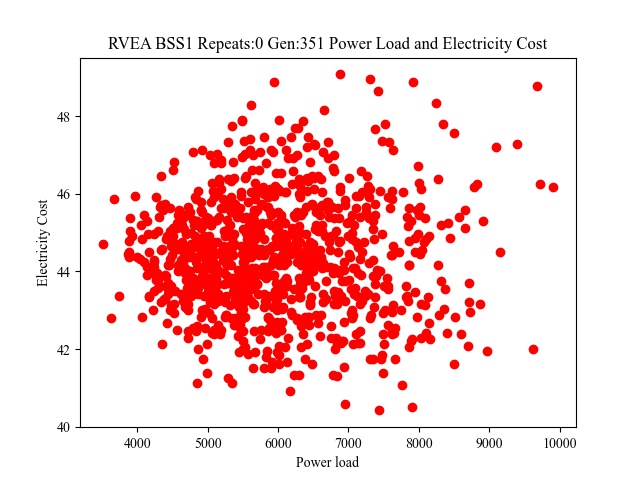 RVEA BSS1 Repeats:0 Gen:351 Power Load and Electricity Cost
48
46
44
42
40
Electricity Cost
4000 5000 6000 7000 8000 9000 10000
Power load